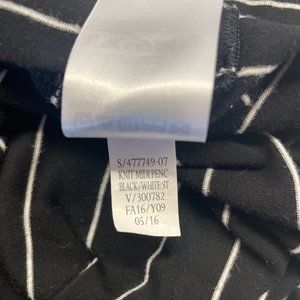 S/477749-07
KNIT MIDI PENC
BLACK/WHITE ST
V/300782
FA16/Y09
05/16